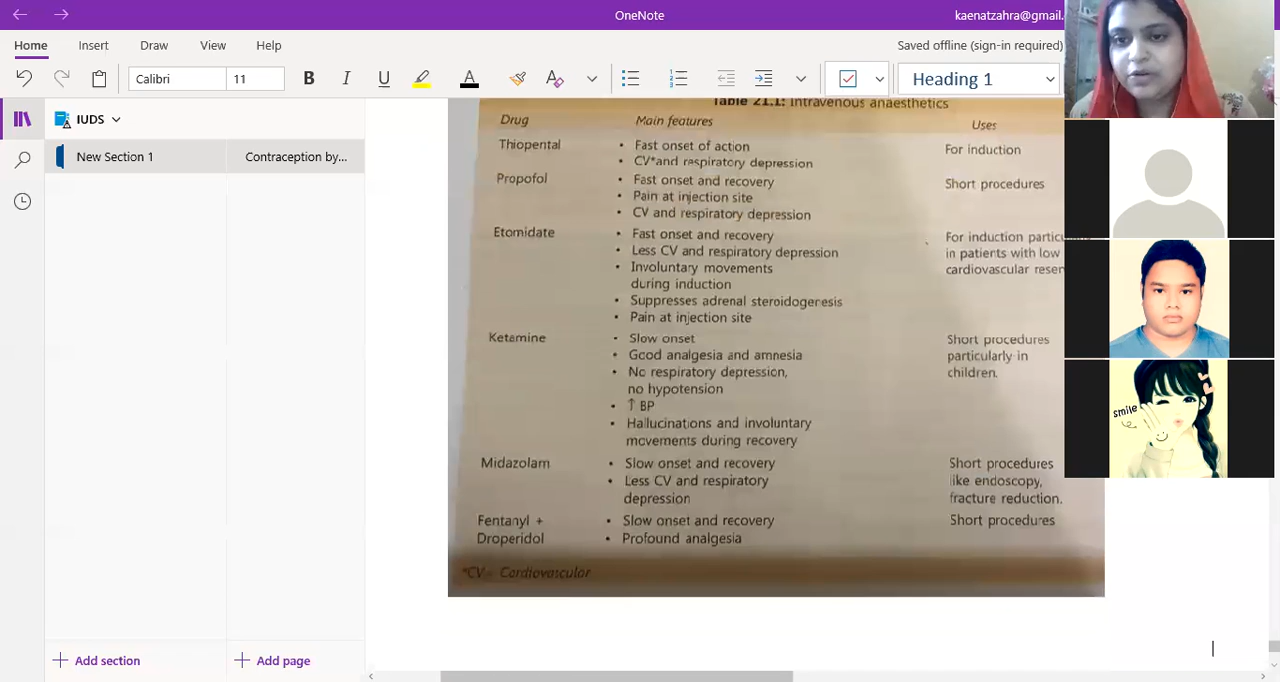 OneNote
kaenatzahra@gmail.
Home Insert Draw View Help
Saved offline (sign-in required)
Calibri 11 B I U A A Heading 1
IUDS
New Section 1
Contraception by...
Table 21.1: Intravenous anaesthetics
Drug Main features Uses
Thiopental • Fast onset of action For induction
• CV*and respiratory depression
Propofol • Fast onset and recovery Short procedures
• Pain at injection site
• CV and respiratory depression
Etomidate • Fast onset and recovery For induction
• Less CV and respiratory depression in patients with low
• Involuntary movements cardiovascular
during induction
• Suppresses adrenal steroidogenesis
• Pain at injection site
Ketamine • Slow onset Short procedures
• Good analgesia and amnesia particularly in
• No respiratory depression, children.
no hypotension
• ↑ BP
• Hallucinations and involuntary
movements during recovery
Midazolam • Slow onset and recovery Short procedures
• Less CV and respiratory like endoscopy,
depression fracture reduction.
Fentanyl + • Slow onset and recovery Short procedures
Droperidol • Profound analgesia
*CV– Cardiovascular
smile
+ Add section + Add page